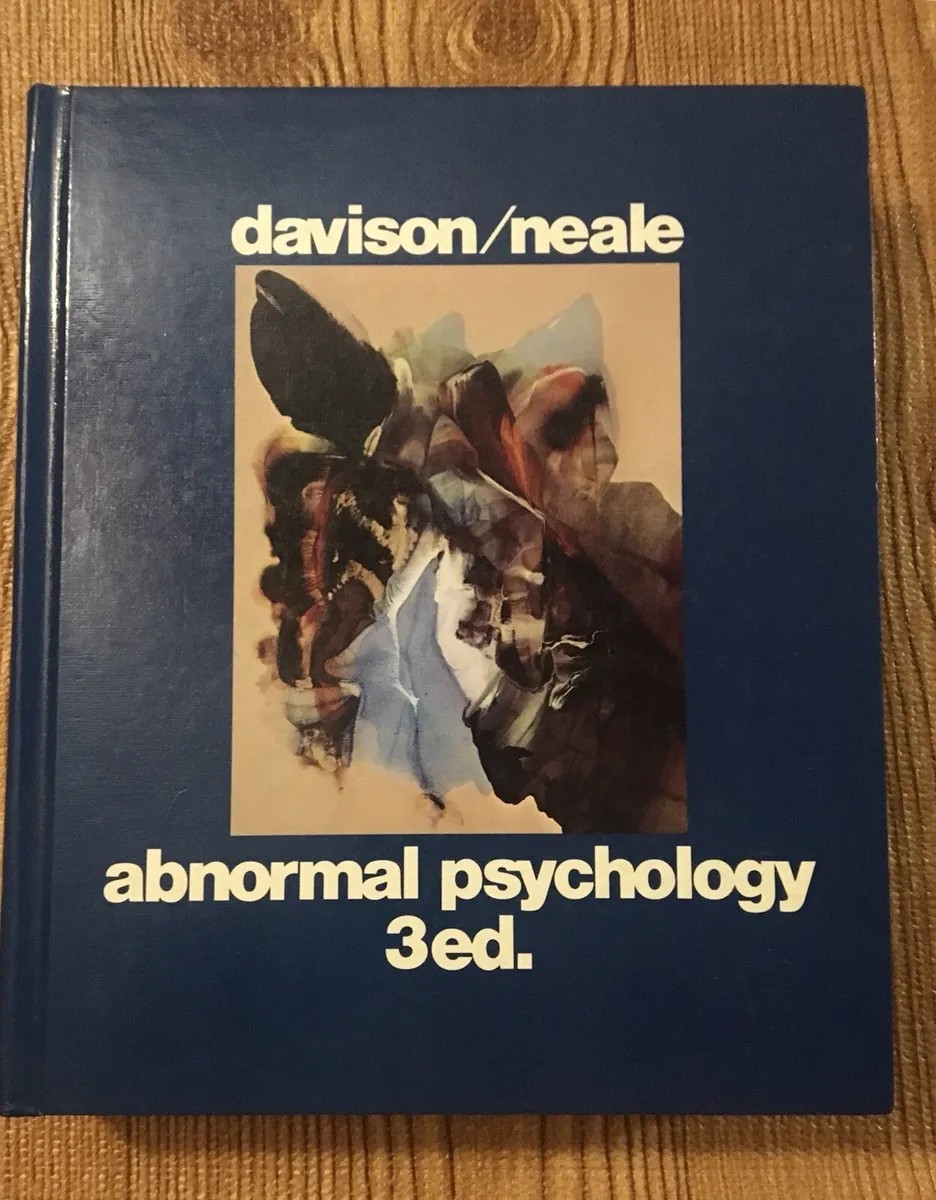 davison/neale
abnormal psychology
3ed.